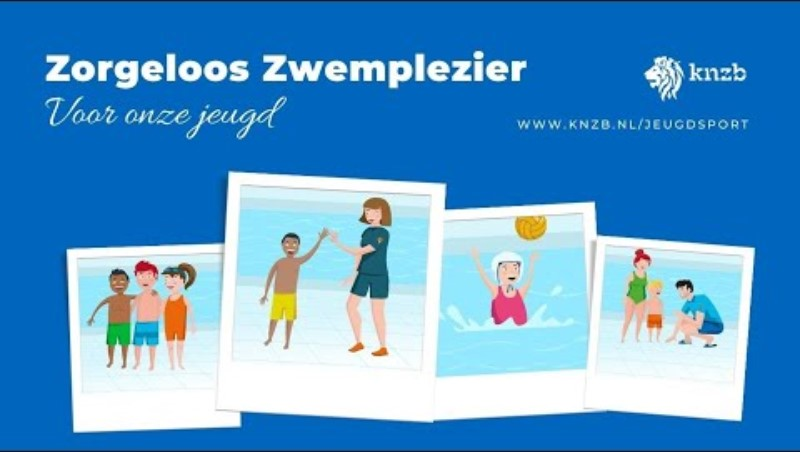 Zorgeloos Zwemplezier
Voor onze jeugd
knzb
WWW.KNZB.NL/JEUGDSPORT